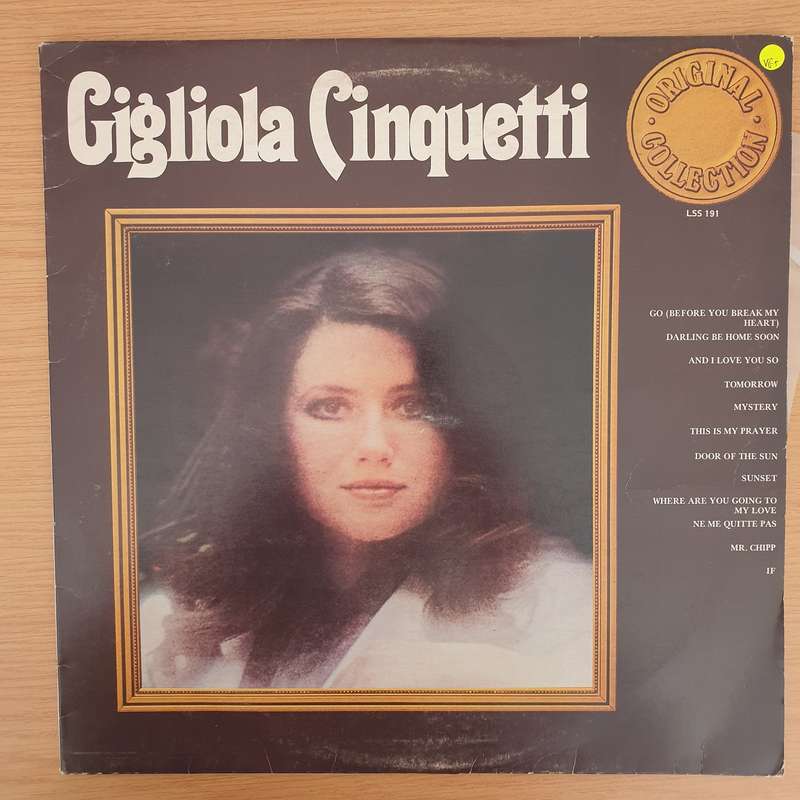 Gigliola Cinquetti
· ORIGINAL ·
COLLECTION
LSS 191
GO (BEFORE YOU BREAK MY
HEART)
DARLING BE HOME SOON
AND I LOVE YOU SO
TOMORROW
MYSTERY
THIS IS MY PRAYER
DOOR OF THE SUN
SUNSET
WHERE ARE YOU GOING TO
MY LOVE
NE ME QUITTE PAS
MR. CHIPP
IF